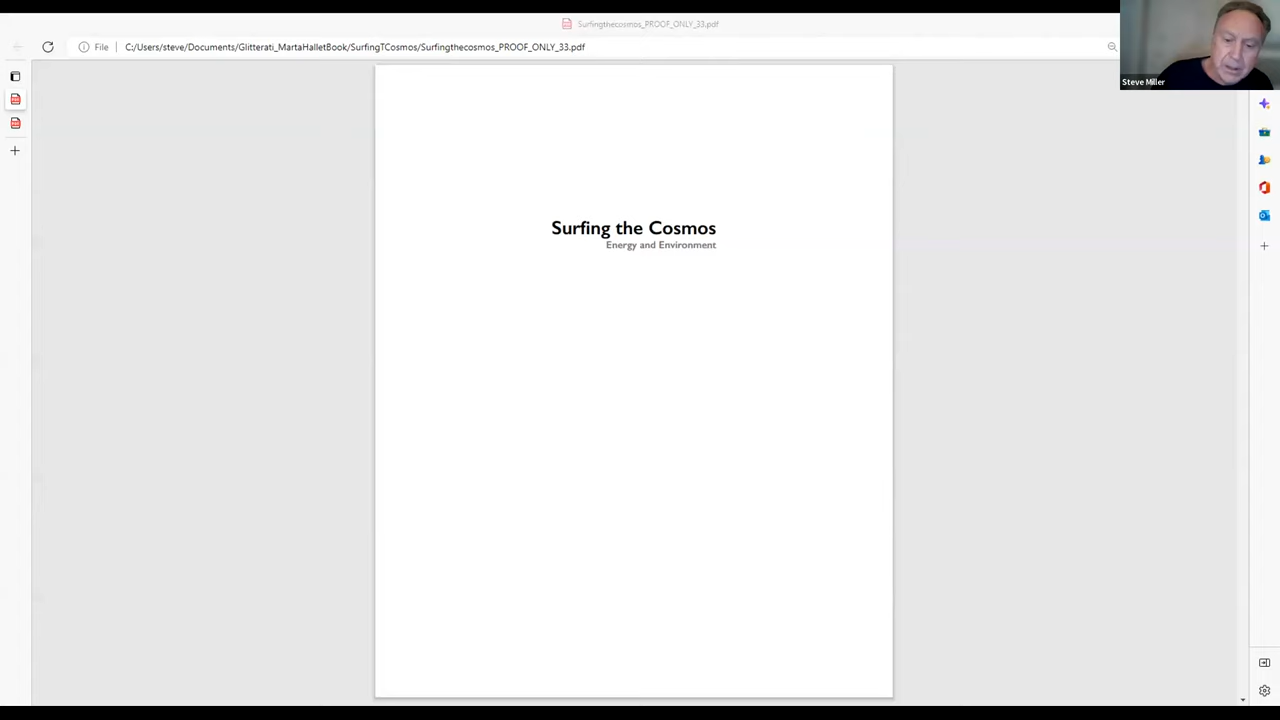 Surfingthecosmos_PROOF_ONLY_33.pdf
File
C:/Users/steve/Documents/Glitterati_MartaHalletBook/SurfingTCosmos/Surfingthecosmos_PROOF_ONLY_33.pdf
Steve Miller
Surfing the Cosmos
Energy and Environment